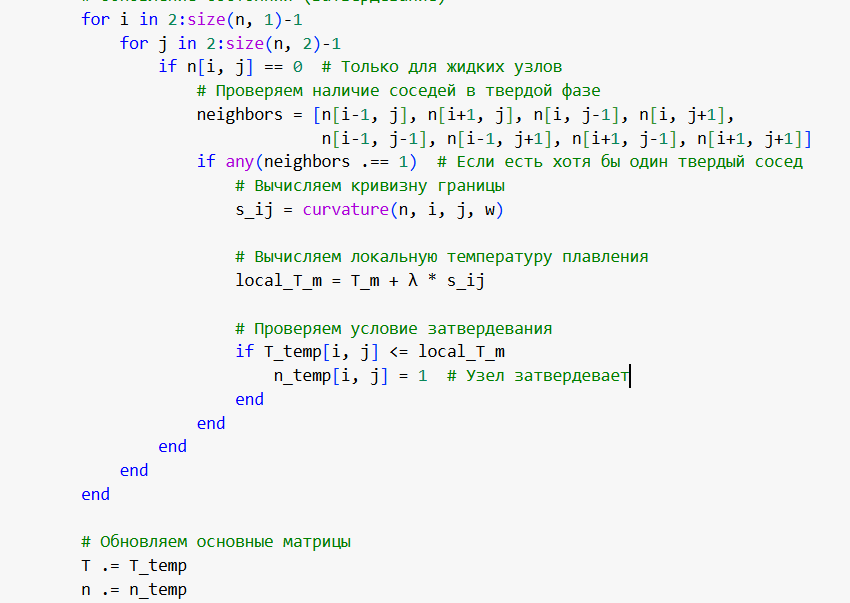 for i in 2:size(n, 1)-1
for j in 2:size(n, 2)-1
if n[i, j] == 0  # Только для жидких узлов
# Проверяем наличие соседей в твердой фазе
neighbors = [n[i-1, j], n[i+1, j], n[i, j-1], n[i, j+1],
n[i-1, j-1], n[i-1, j+1], n[i+1, j-1], n[i+1, j+1]]
if any(neighbors .== 1)  # Если есть хотя бы один твердый сосед
# Вычисляем кривизну границы
s_ij = curvature(n, i, j, w)
# Вычисляем локальную температуру плавления
local_T_m = T_m + λ * s_ij
# Проверяем условие затвердевания
if T_temp[i, j] <= local_T_m
n_temp[i, j] = 1  # Узел затвердевает
end
end
end
end
end
# Обновляем основные матрицы
T .= T_temp
n .= n_temp